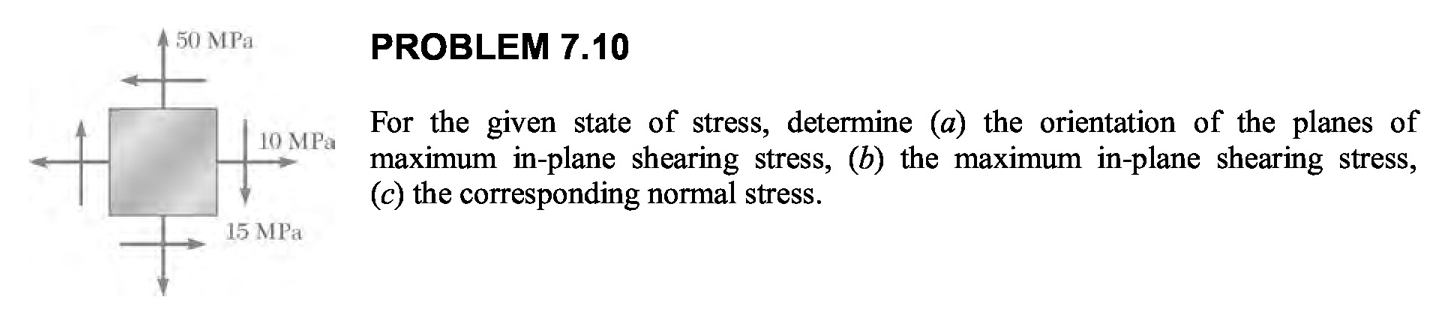 50 MPa
PROBLEM 7.10
10 MPa
15 MPa
For the given state of stress, determine (a) the orientation of the planes of
maximum in-plane shearing stress, (b) the maximum in-plane shearing stress,
(c) the corresponding normal stress.